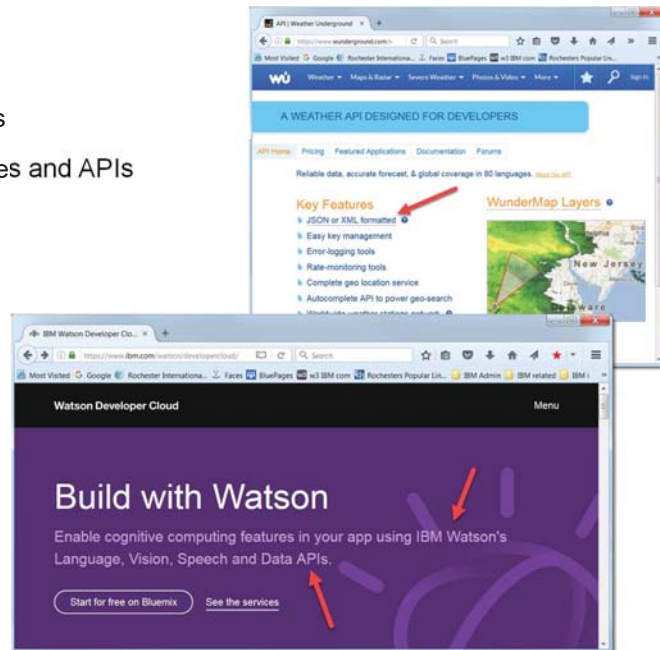 s
es and APIs
API | Weather Underground
https://www.wunderground.com/
Search
Most Visited Google Rochester Internationa... Faces BluePages w3 IBM com Rochesters Popular Lin...
wu Weather Maps & Radar Severe Weather Photos & Video More Sign In
A WEATHER API DESIGNED FOR DEVELOPERS
API Home Pricing Featured Applications Documentation Forums
Reliable data, accurate forecast, & global coverage in 80 languages.
Key Features
JSON or XML formatted
Easy key management
Error-logging tools
Rate-monitoring tools
Complete geo location service
Autocomplete API to power geo-search
Worldwide weather stations network
WunderMap Layers
New Jersey
IBM Watson Developer Clo...
https://www.ibm.com/watson/developercloud/
Search
Most Visited Google Rochester Internationa... Faces BluePages w3 IBM com Rochesters Popular Lin... IBM Admin IBM related IBM i
Watson Developer Cloud Menu
Build with Watson
Enable cognitive computing features in your app using IBM Watson's
Language, Vision, Speech and Data APIs.
Start for free on Bluemix See the services